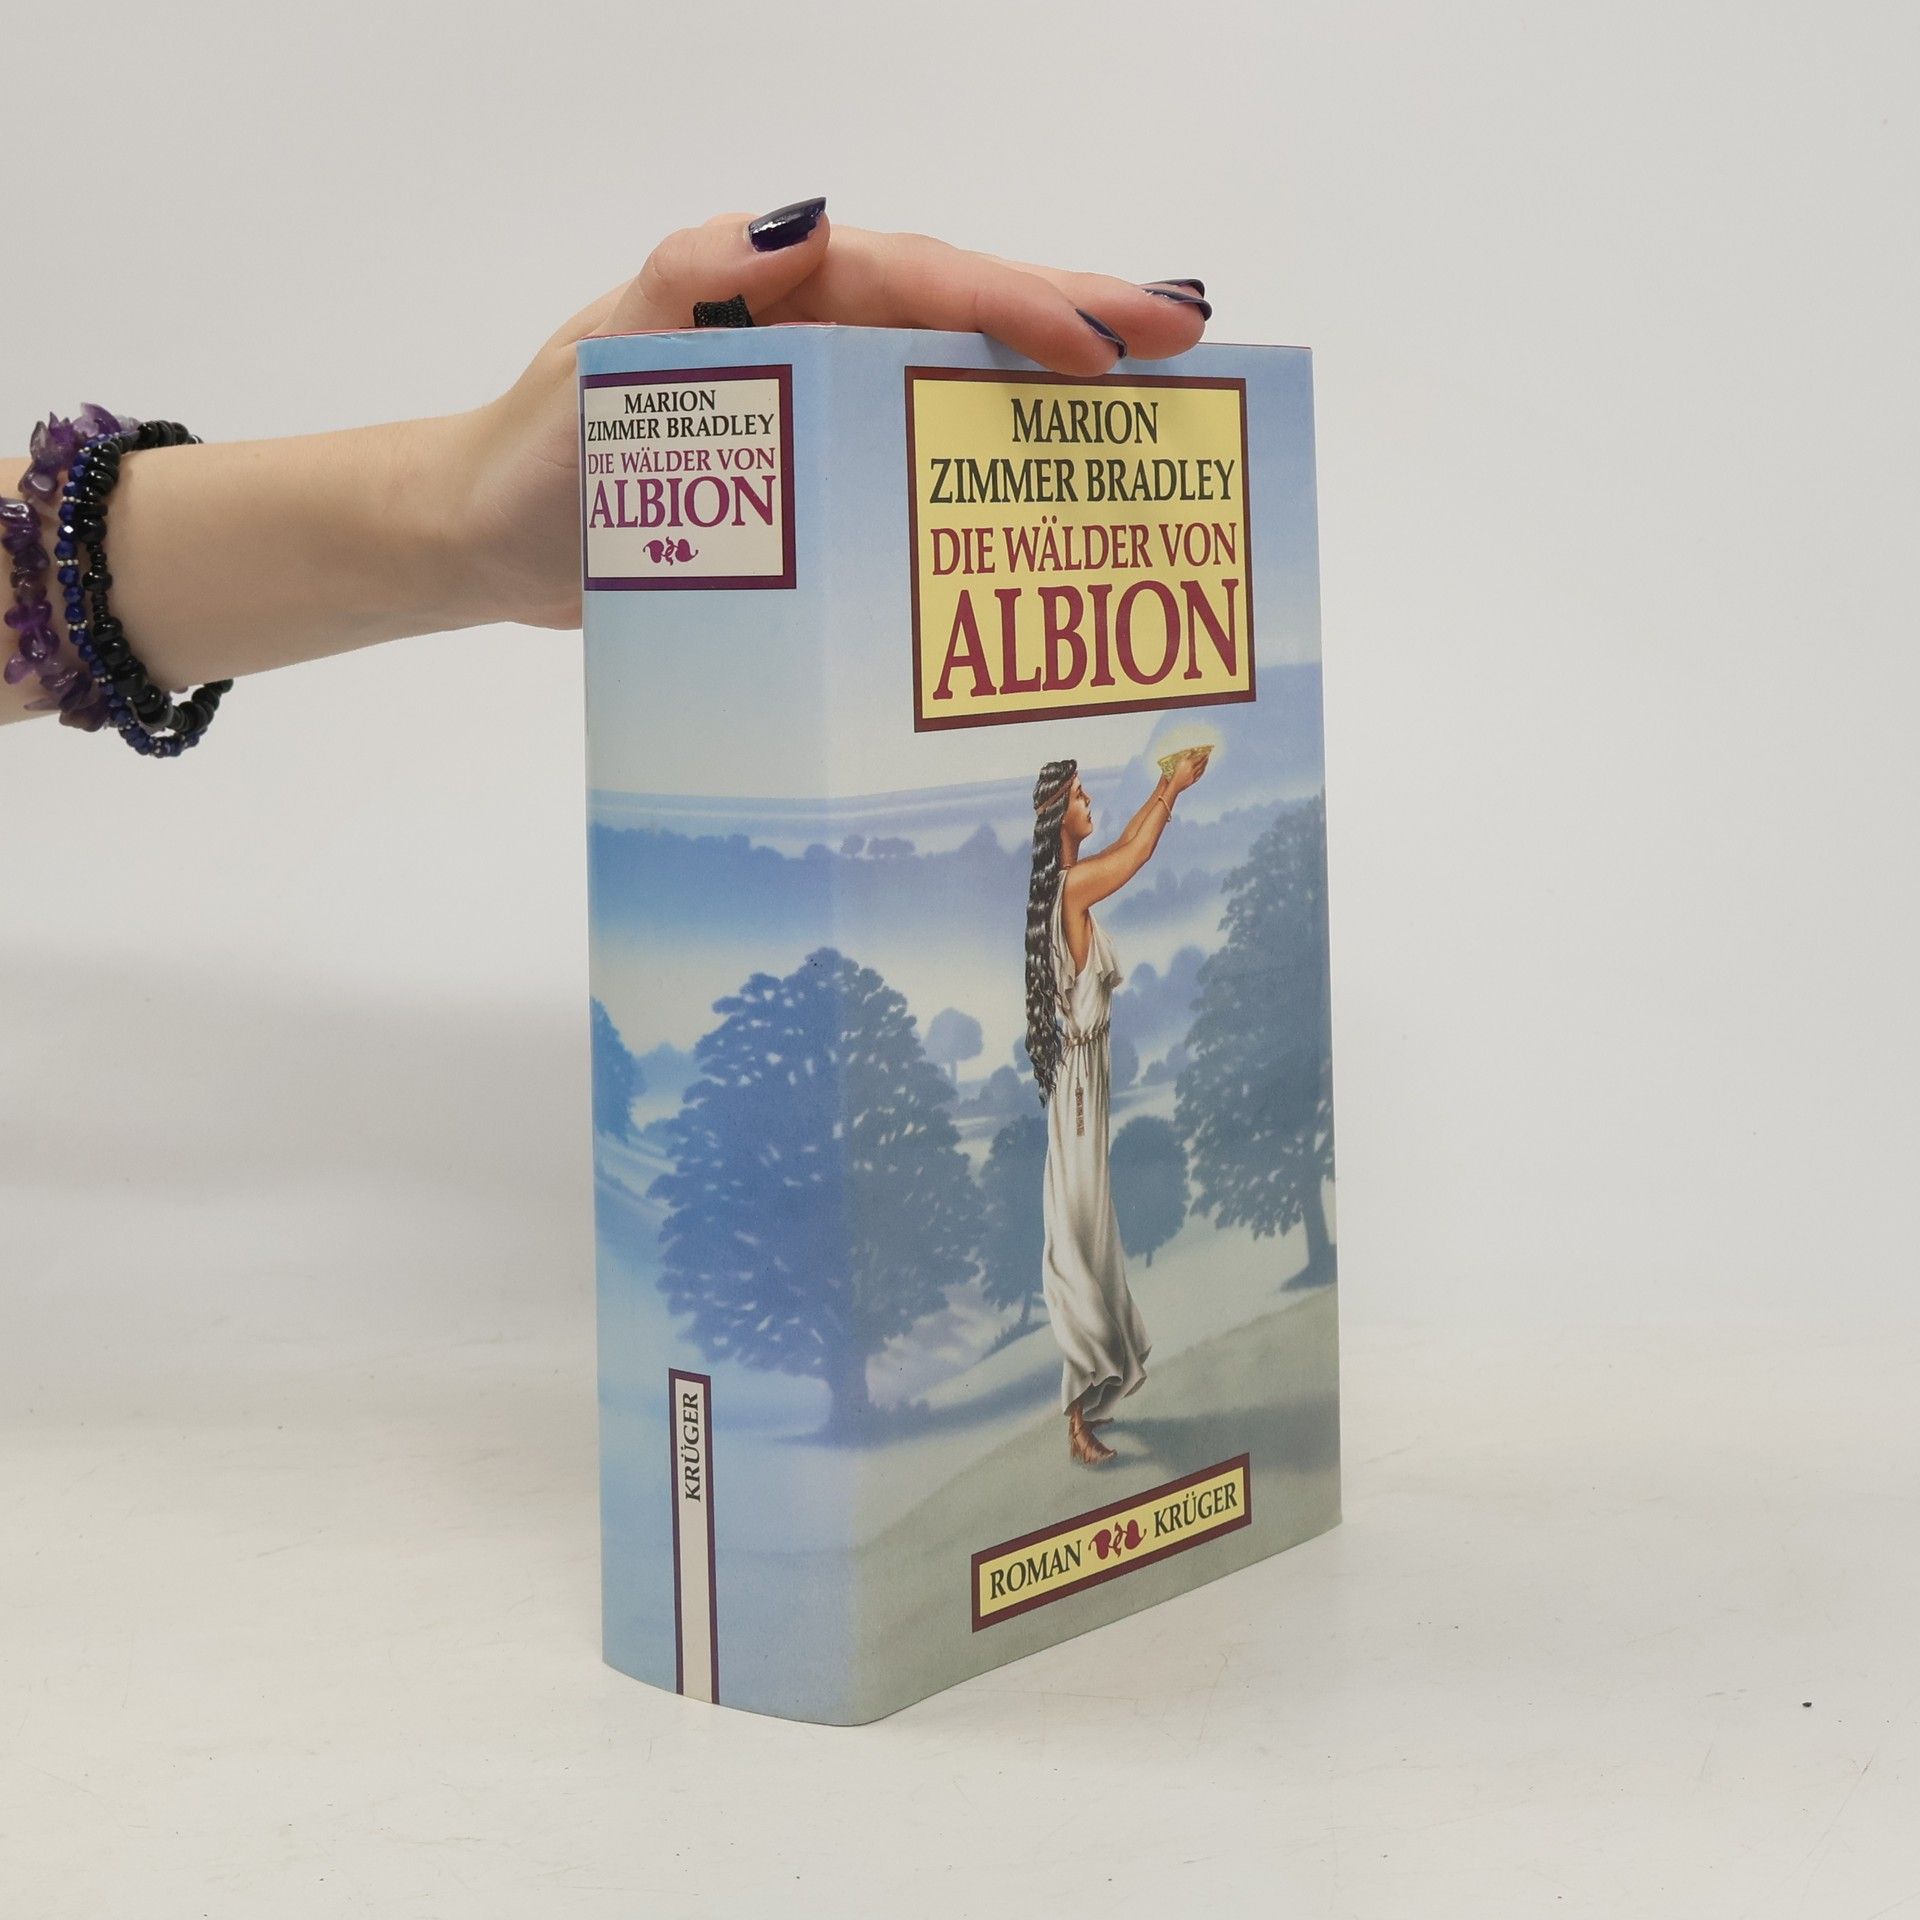 MARION
ZIMMER BRADLEY
DIE WÄLDER VON
ALBION
KRÜGER
MARION
ZIMMER BRADLEY
DIE WÄLDER VON
ALBION
ROMAN KRÜGER